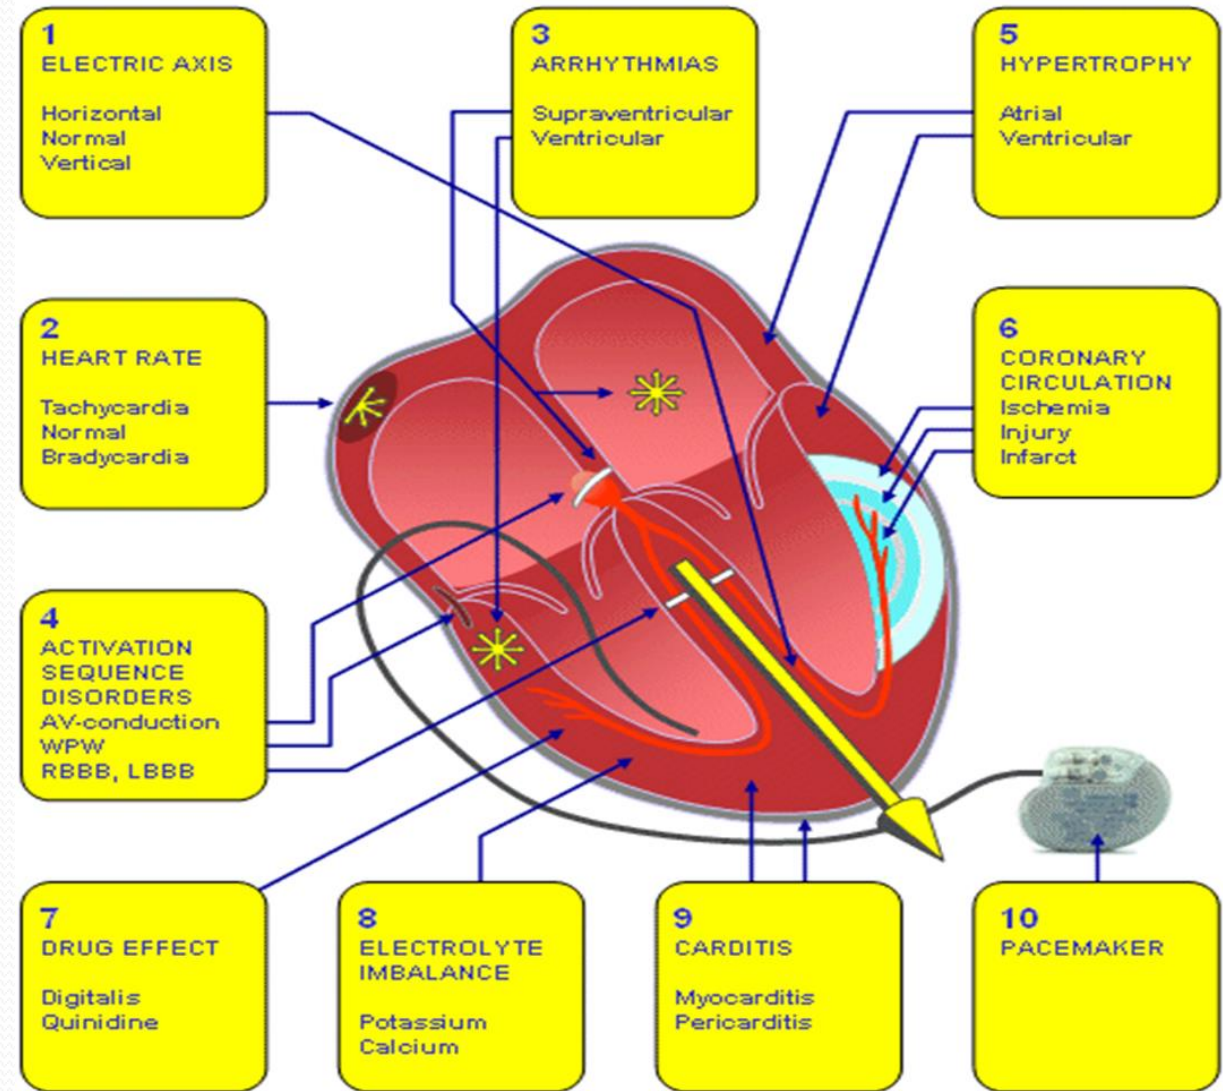 1
ELECTRIC AXIS
Horizontal
Normal
Vertical
2
HEART RATE
Tachycardia
Normal
Bradycardia
3
ARRHYTHMIAS
Supraventricular
Ventricular
4
ACTIVATION
SEQUENCE
DISORDERS
AV-conduction
WPW
RBBB, LBBB
5
HYPERTROPHY
Atrial
Ventricular
6
CORONARY
CIRCULATION
Ischemia
Injury
Infarct
7
DRUG EFFECT
Digitalis
Quinidine
8
ELECTROLYTE
IMBALANCE
Potassium
Calcium
9
CARDITIS
Myocarditis
Pericarditis
10
PACEMAKER